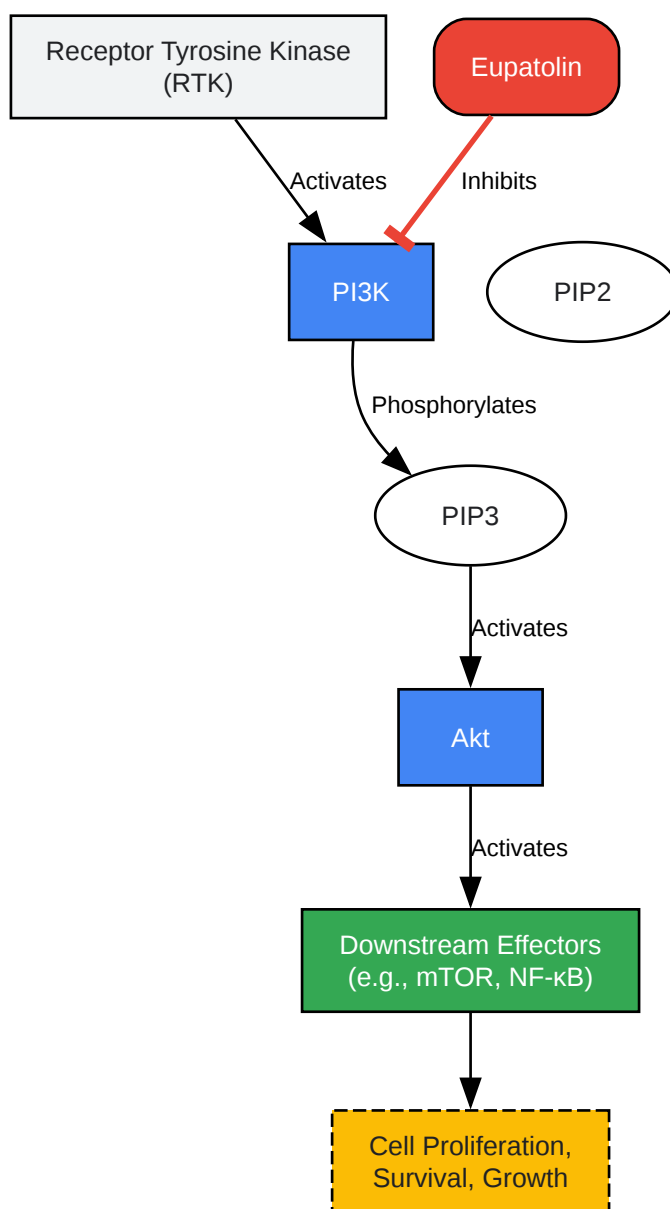 Receptor Tyrosine Kinase
(RTK)
Eupatolin
Activates
Inhibits
PI3K
PIP2
Phosphorylates
PIP3
Activates
Akt
Activates
Downstream Effectors
(e.g., mTOR, NF-κB)
Cell Proliferation,
Survival, Growth